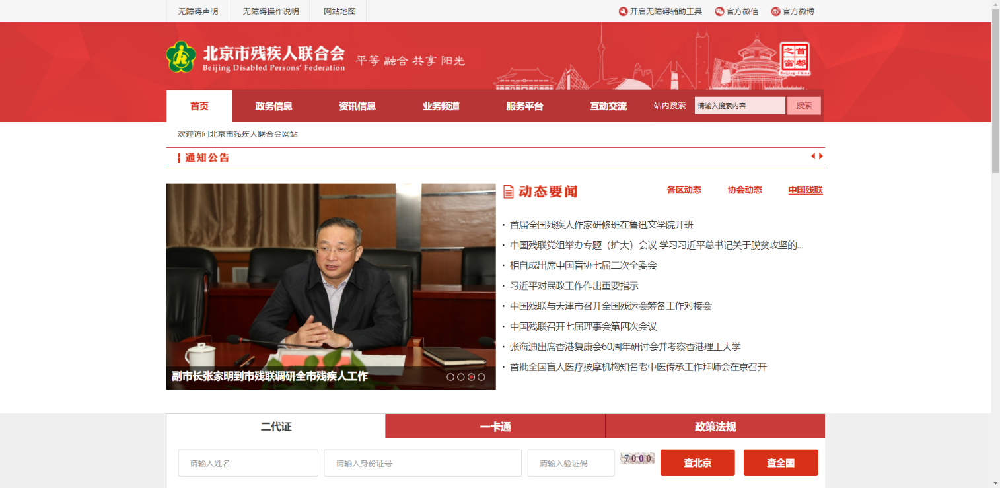 无障碍声明
无障碍操作说明
网站地图
开启无障碍辅助工具
官方微信
官方微博
北京市残疾人联合会
Beijing Disabled Persons' Federation
平等 融合 共享 阳光
首都之窗
Beijing-China
首页
政务信息
资讯信息
业务频道
服务平台
互动交流
站内搜索
请输入搜索内容
搜索
欢迎访问北京市残疾人联合会网站
通知公告
副市长张家明到市残联调研全市残疾人工作
动态要闻
各区动态
协会动态
中国残联
首届全国残疾人作家研修班在鲁迅文学院开班
中国残联党组举办专题（扩大）会议 学习习近平总书记关于脱贫攻坚的...
相自成出席中国盲协七届二次全委会
习近平对民政工作作出重要指示
中国残联与天津市召开全国残运会筹备工作对接会
中国残联召开七届理事会第四次会议
张海迪出席香港复康会60周年研讨会并考察香港理工大学
首批全国盲人医疗按摩机构知名老中医传承工作拜师会在京召开
二代证
一卡通
政策法规
请输入姓名
请输入身份证号
请输入验证码
7000
查北京
查全国